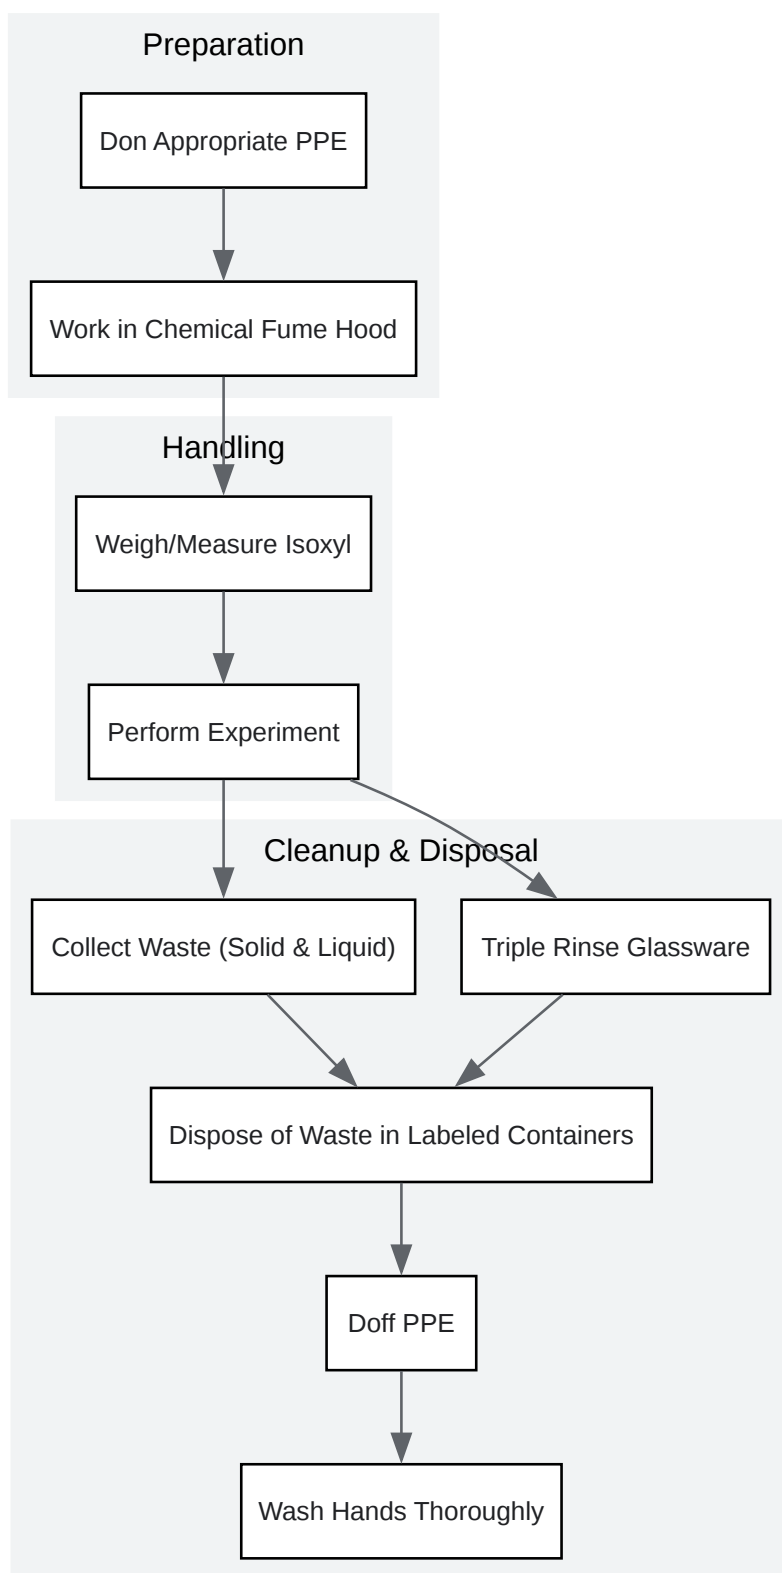 Preparation
Don Appropriate PPE
Work in Chemical Fume Hood
Handling
Weigh/Measure Isoxyl
Perform Experiment
Cleanup & Disposal
Collect Waste (Solid & Liquid)
Triple Rinse Glassware
Dispose of Waste in Labeled Containers
Doff PPE
Wash Hands Thoroughly